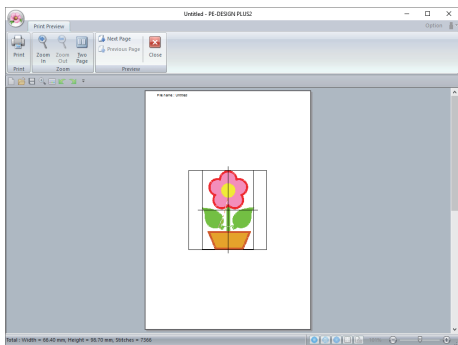 Untitled - PE-DESIGN PLUS2
Print Preview
Option
Print
Zoom In
Zoom Out
Two Page
Next Page
Previous Page
Close
Print
Zoom
Preview
File Name: Untitled
Total : Width = 66.40 mm, Height = 98.70 mm, Stitches = 7366